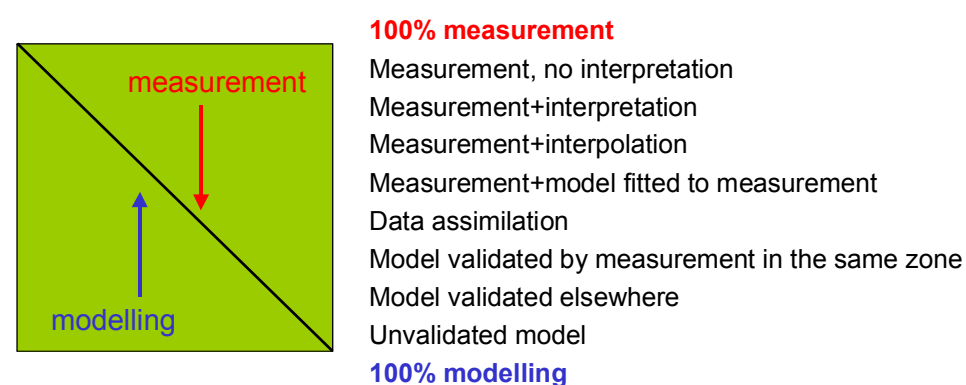 100% measurement
measurement
Measurement, no interpretation
Measurement+interpretation
Measurement+interpolation
Measurement+model fitted to measurement
Data assimilation
Model validated by measurement in the same zone
Model validated elsewhere
modelling
Unvalidated model
100% modelling